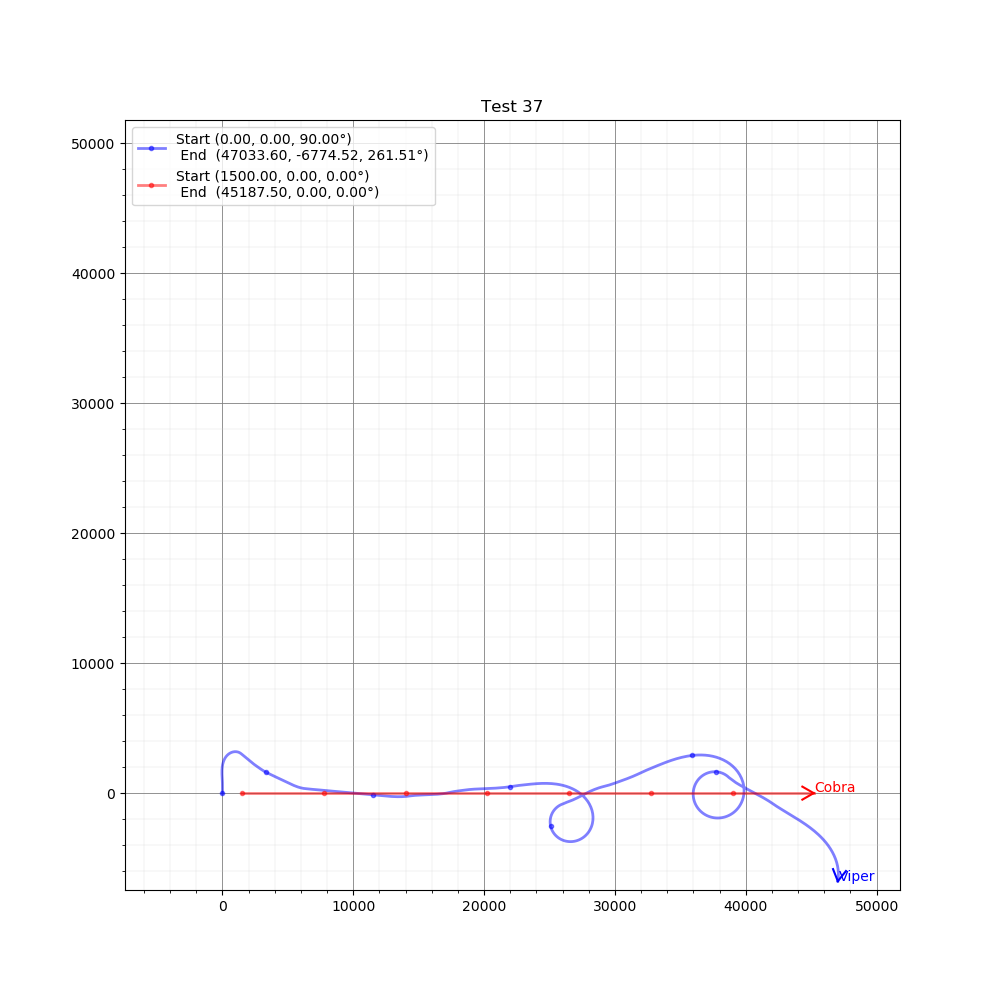 Test 37
Start (0.00, 0.00, 90.00°)
End (47033.60, -6774.52, 261.51°)
Start (1500.00, 0.00, 0.00°)
End (45187.50, 0.00, 0.00°)
50000
40000
30000
20000
10000
0
Cobra
Viper
0 10000 20000 30000 40000 50000